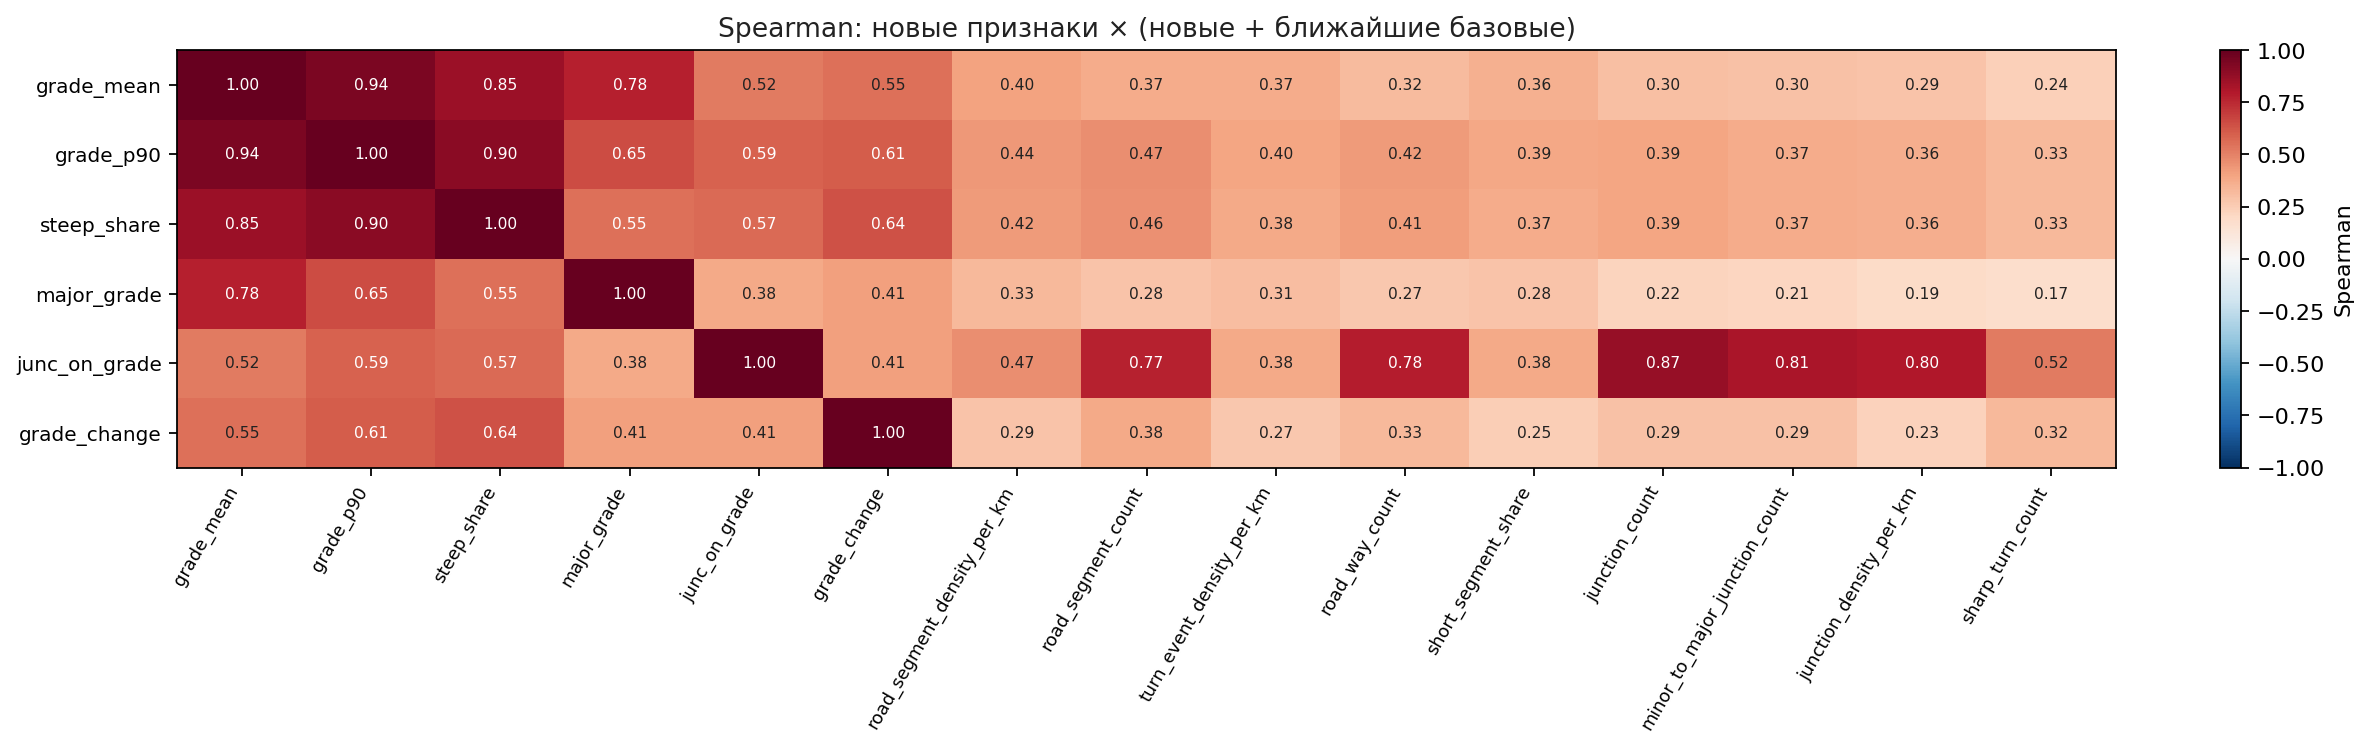 Spearman: новые признаки × (новые + ближайшие базовые)
grade_mean 1.00 0.94 0.85 0.78 0.52 0.55 0.40 0.37 0.37 0.32 0.36 0.30 0.30 0.29 0.24
grade_p90 0.94 1.00 0.90 0.65 0.59 0.61 0.44 0.47 0.40 0.42 0.39 0.39 0.37 0.36 0.33
steep_share 0.85 0.90 1.00 0.55 0.57 0.64 0.42 0.46 0.38 0.41 0.37 0.39 0.37 0.36 0.33
major_grade 0.78 0.65 0.55 1.00 0.38 0.41 0.33 0.28 0.31 0.27 0.28 0.22 0.21 0.19 0.17
junc_on_grade 0.52 0.59 0.57 0.38 1.00 0.41 0.47 0.77 0.38 0.78 0.38 0.87 0.81 0.80 0.52
grade_change 0.55 0.61 0.64 0.41 0.41 1.00 0.29 0.38 0.27 0.33 0.25 0.29 0.29 0.23 0.32
grade_mean
grade_p90
steep_share
major_grade
junc_on_grade
grade_change
road_segment_density_per_km
road_segment_count
turn_event_density_per_km
road_way_count
short_segment_share
junction_count
minor_to_major_junction_count
junction_density_per_km
sharp_turn_count
1.00
0.75
0.50
0.25
0.00
−0.25
−0.50
−0.75
−1.00
Spearman